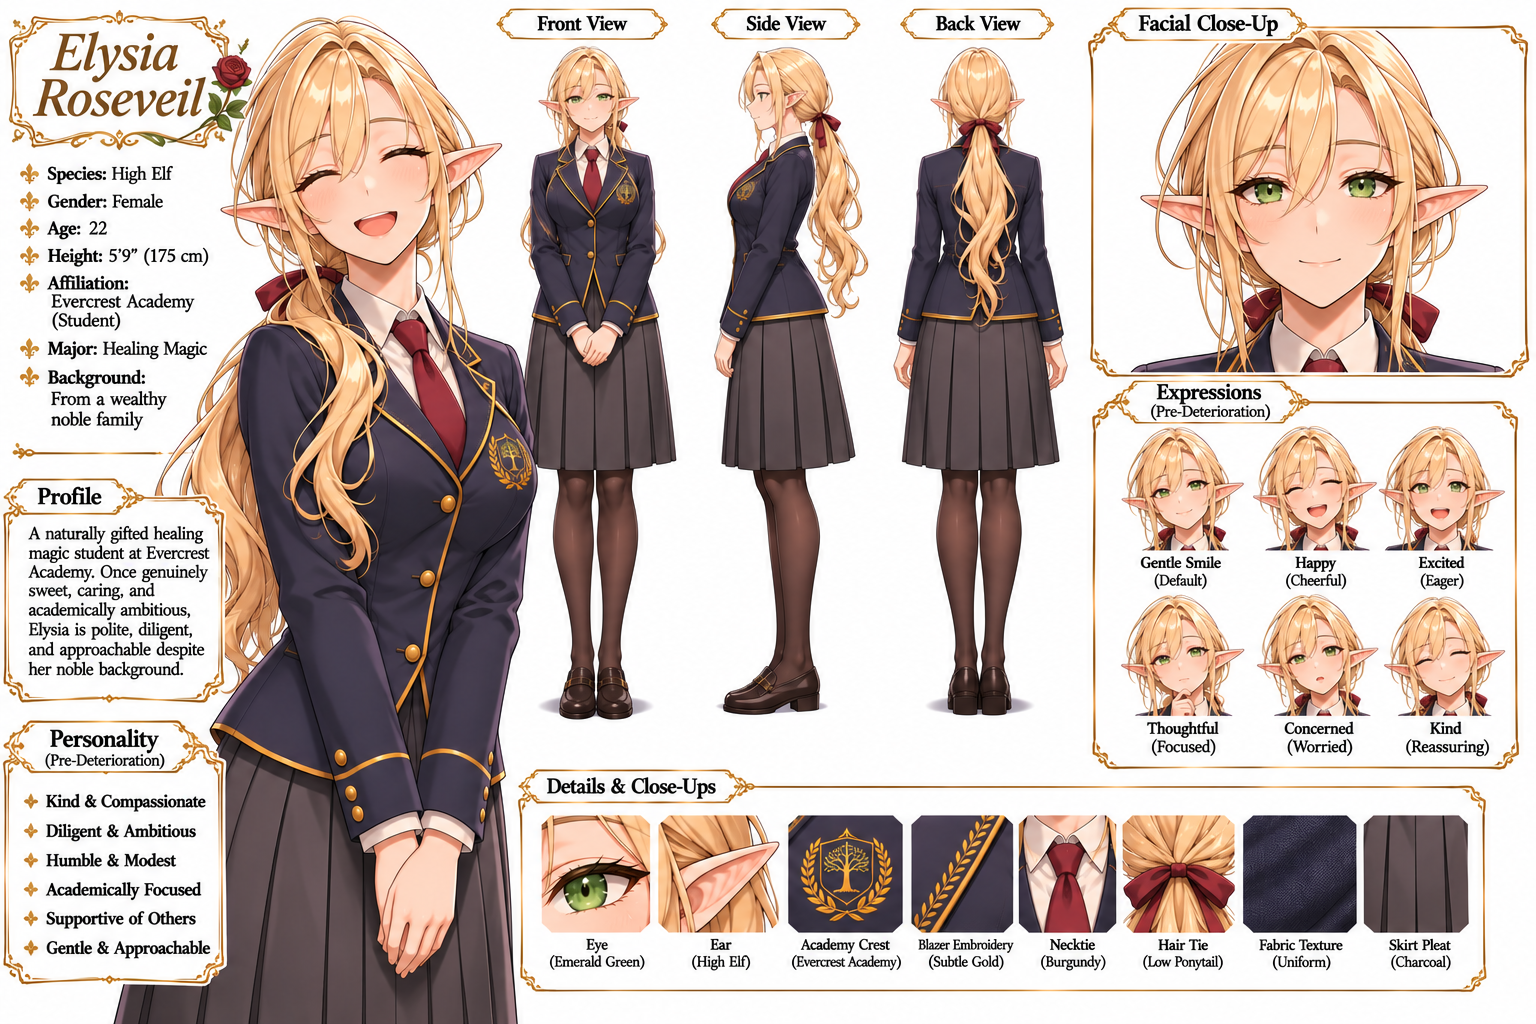 Elysia
Roseveil
Species: High Elf
Gender: Female
Age: 22
Height: 5'9" (175 cm)
Affiliation:
Evercrest Academy
(Student)
Major: Healing Magic
Background:
From a wealthy
noble family
Profile
A naturally gifted healing
magic student at Evercrest
Academy. Once genuinely
sweet, caring, and
academically ambitious,
Elysia is polite, diligent,
and approachable despite
her noble background.
Personality
(Pre-Deterioration)
Kind & Compassionate
Diligent & Ambitious
Humble & Modest
Academically Focused
Supportive of Others
Gentle & Approachable
Front View
Side View
Back View
Facial Close-Up
Expressions
(Pre-Deterioration)
Gentle Smile
(Default)
Happy
(Cheerful)
Excited
(Eager)
Thoughtful
(Focused)
Concerned
(Worried)
Kind
(Reassuring)
Details & Close-Ups
Eye
(Emerald Green)
Ear
(High Elf)
Academy Crest
(Evercrest Academy)
Blazer Embroidery
(Subtle Gold)
Necktie
(Burgundy)
Hair Tie
(Low Ponytail)
Fabric Texture
(Uniform)
Skirt Pleat
(Charcoal)